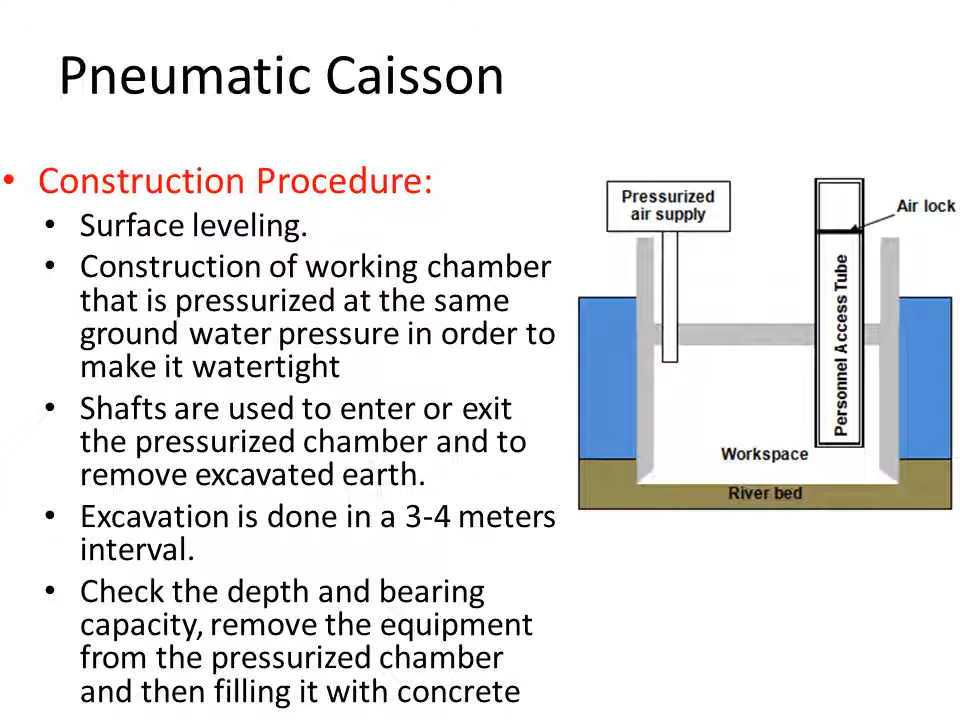 Pneumatic Caisson
• Construction Procedure:
• Surface leveling.
• Construction of working chamber
that is pressurized at the same
ground water pressure in order to
make it watertight
• Shafts are used to enter or exit
the pressurized chamber and to
remove excavated earth.
• Excavation is done in a 3-4 meters
interval.
• Check the depth and bearing
capacity, remove the equipment
from the pressurized chamber
and then filling it with concrete
Pressurized
air supply
Air lock
Personnel Access Tube
Workspace
River bed